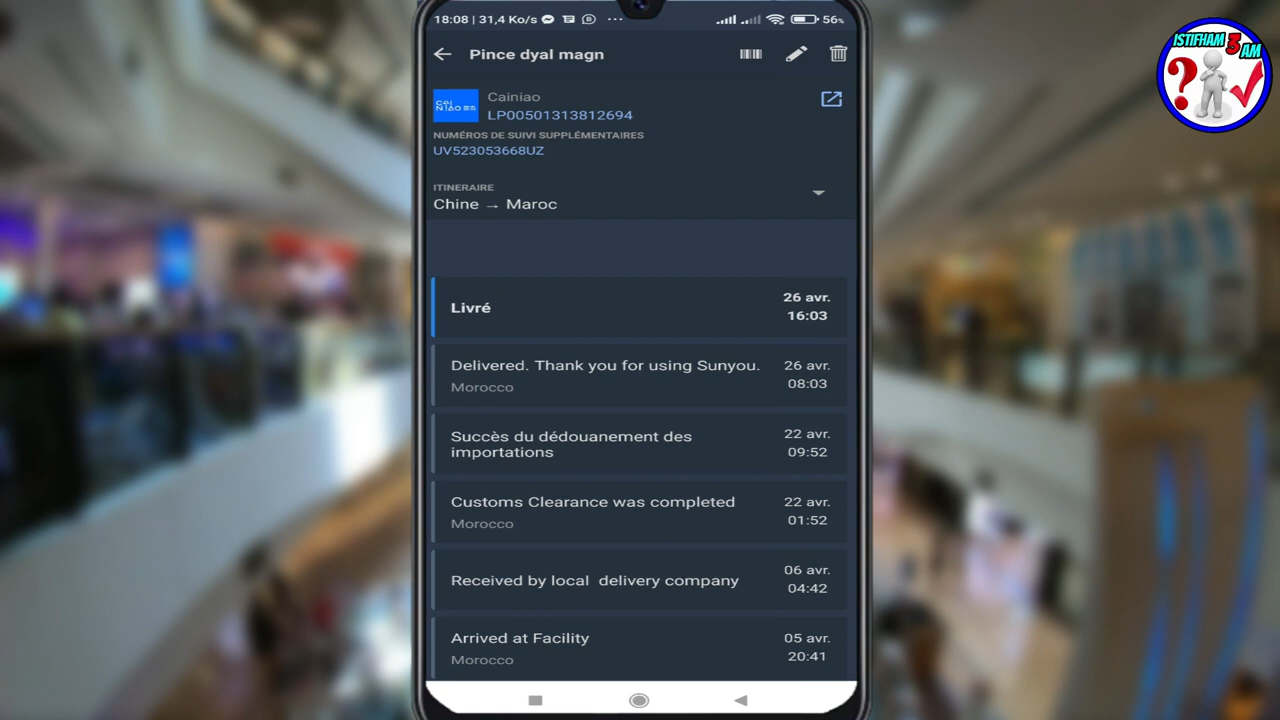 18:08 | 31,4 Ko/s ... 56%
Pince dyal magn
Cainiao
LP00501313812694
NUMÉROS DE SUIVI SUPPLÉMENTAIRES
UV523053668UZ
ITINERAIRE
Chine → Maroc
Livré
26 avr.
16:03
Delivered. Thank you for using Sunyou.
Morocco
26 avr.
08:03
Succès du dédouanement des
importations
22 avr.
09:52
Customs Clearance was completed
Morocco
22 avr.
01:52
Received by local delivery company
06 avr.
04:42
Arrived at Facility
Morocco
05 avr.
20:41
ISTIFHAM 3
AM
?